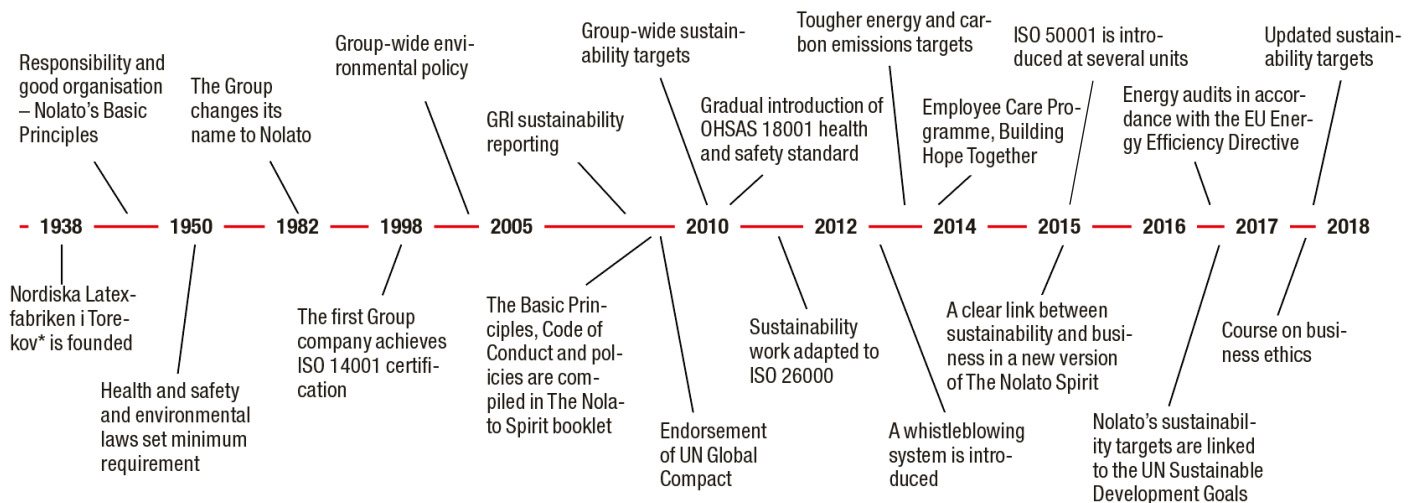 Responsibility and
good organisation
– Nolato's Basic
Principles
The Group
changes its
name to Nolato
Group-wide envi-
ronmental policy
GRI sustainability
reporting
Group-wide sustain-
ability targets
Gradual introduction of
OHSAS 18001 health
and safety standard
Tougher energy and car-
bon emissions targets
Employee Care Pro-
gramme, Building
Hope Together
ISO 50001 is intro-
duced at several units
Energy audits in accor-
dance with the EU Ener-
gy Efficiency Directive
Updated sustain-
ability targets
1938 1950 1982 1998 2005 2010 2012 2014 2015 2016 2017 2018
Nordiska Latex-
fabriken i Tore-
kov* is founded
Health and safety
and environmental
laws set minimum
requirement
The first Group
company achieves
ISO 14001 certifi-
cation
The Basic Prin-
ciples, Code of
Conduct and pol-
icies are com-
piled in The Nola-
to Spirit booklet
Endorsement
of UN Global
Compact
Sustainability
work adapted to
ISO 26000
A whistleblowing
system is intro-
duced
A clear link between
sustainability and busi-
ness in a new version
of The Nolato Spirit
Nolato's sustainabil-
ity targets are linked
to the UN Sustainable
Development Goals
Course on busi-
ness ethics